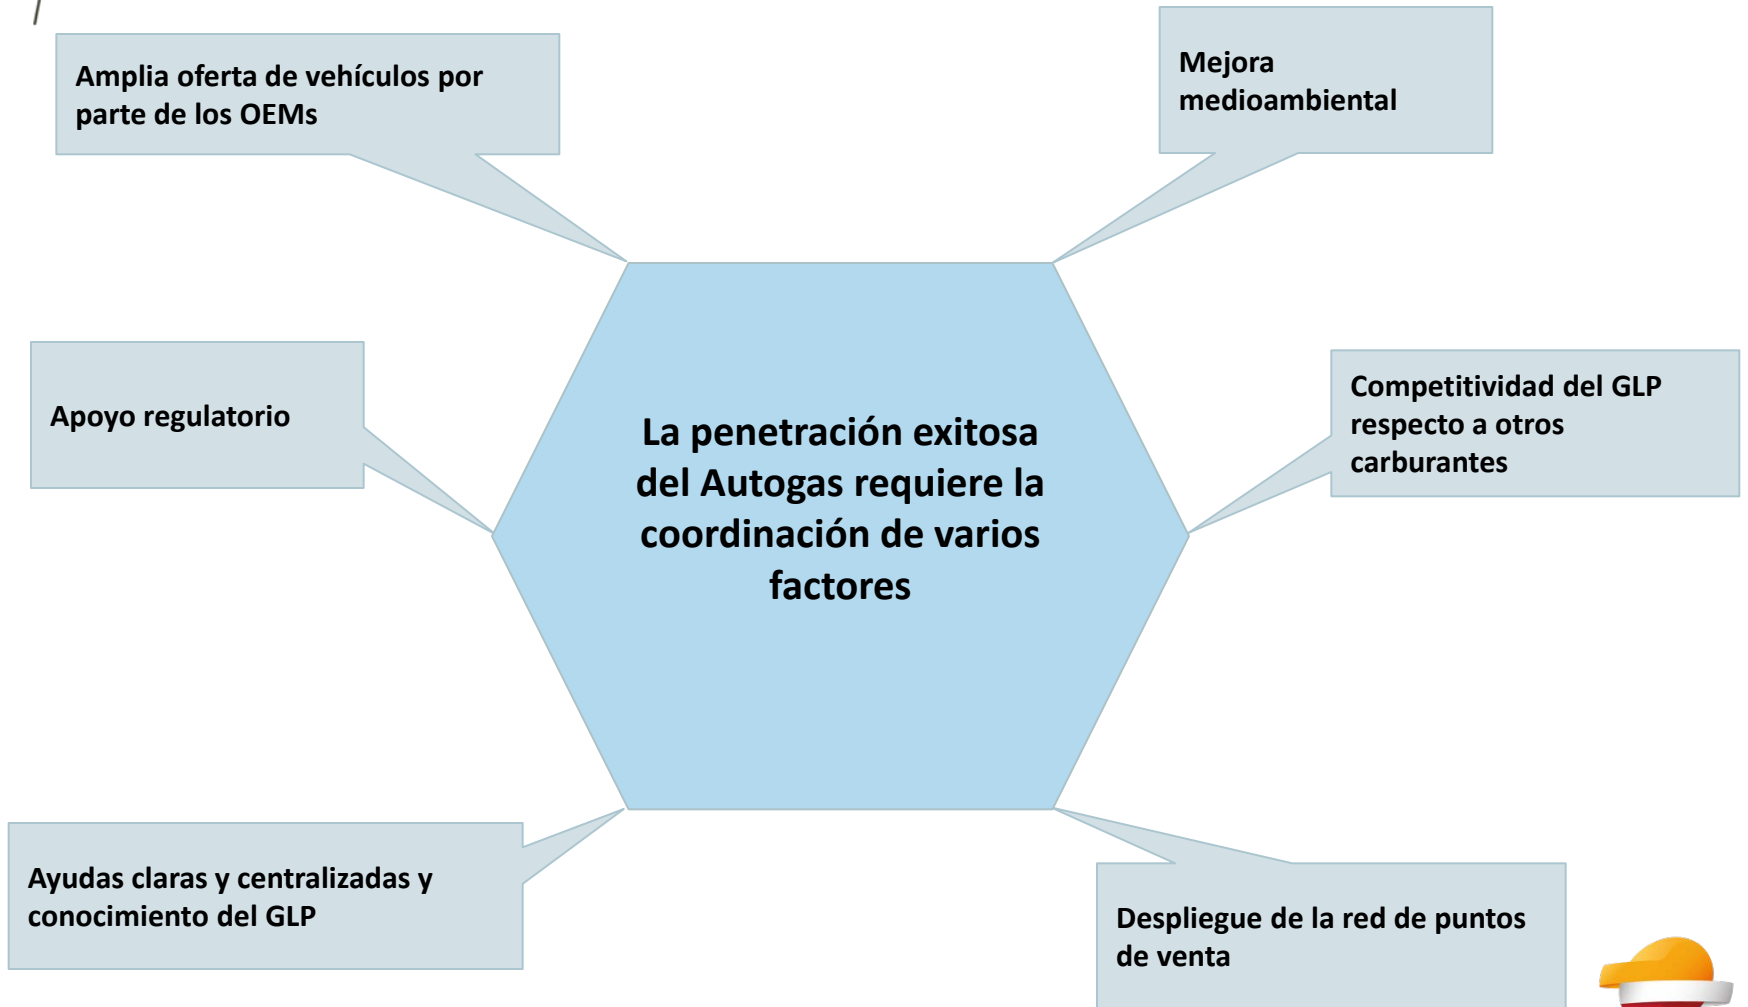 Amplia oferta de vehículos por
parte de los OEMs
Mejora
medioambiental
Apoyo regulatorio
La penetración exitosa
del Autogas requiere la
coordinación de varios
factores
Competitividad del GLP
respecto a otros
carburantes
Ayudas claras y centralizadas y
conocimiento del GLP
Despliegue de la red de puntos
de venta